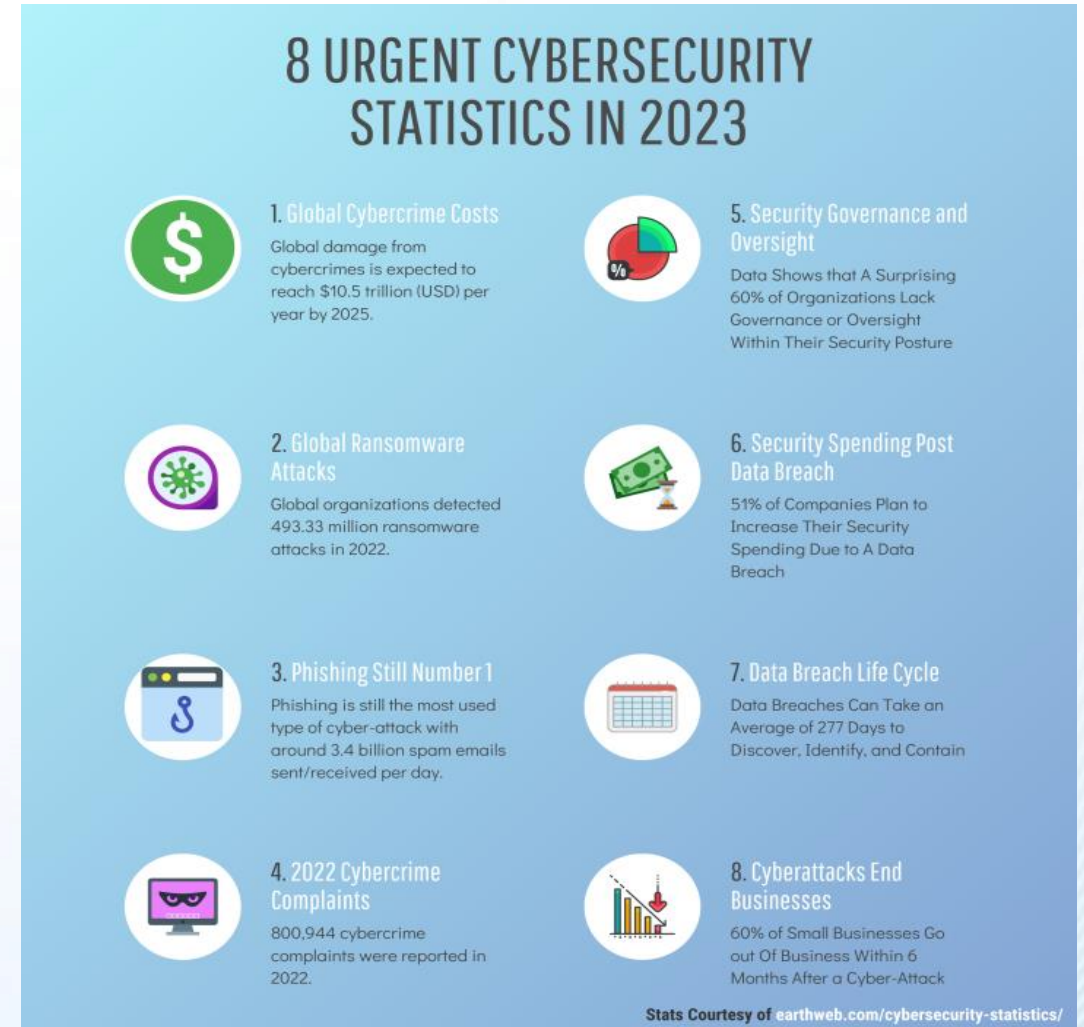 8 URGENT CYBERSECURITY
STATISTICS IN 2023
$
1. Global Cybercrime Costs
Global damage from
cybercrimes is expected to
reach $10.5 trillion (USD) per
year by 2025.
2. Global Ransomware
Attacks
Global organizations detected
493.33 million ransomware
attacks in 2022.
3. Phishing Still Number 1
Phishing is still the most used
type of cyber-attack with
around 3.4 billion spam emails
sent/received per day.
4. 2022 Cybercrime
Complaints
800,944 cybercrime
complaints were reported in
2022.
%
5. Security Governance and
Oversight
Data Shows that A Surprising
60% of Organizations Lack
Governance or Oversight
Within Their Security Posture
6. Security Spending Post
Data Breach
51% of Companies Plan to
Increase Their Security
Spending Due to A Data
Breach
7. Data Breach Life Cycle
Data Breaches Can Take an
Average of 277 Days to
Discover, Identify, and Contain
8. Cyberattacks End
Businesses
60% of Small Businesses Go
out Of Business Within 6
Months After a Cyber-Attack
Stats Courtesy of earthweb.com/cybersecurity-statistics/